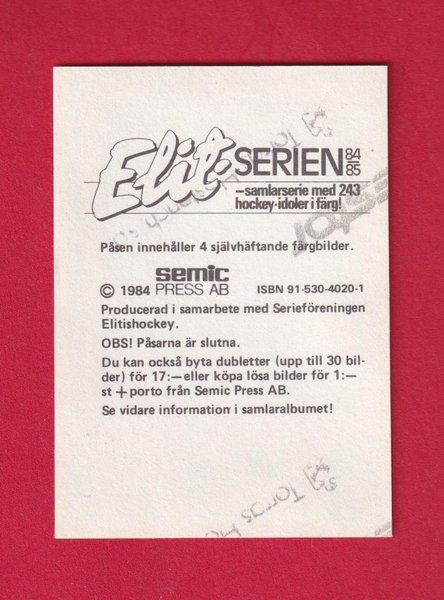 Elit-SERIEN 84/85
–samlarserie med 243
hockey-idoler i färg!
Påsen innehåller 4 självhäftande färgbilder.
semic
© 1984 PRESS AB ISBN 91-530-4020-1
Producerad i samarbete med Serieföreningen
Elitishockey.
OBS! Påsarna är slutna.
Du kan också byta dubletter (upp till 30 bil-
der) för 17:—eller köpa lösa bilder för 1:—
st + porto från Semic Press AB.
Se vidare information i samlaralbumet!
Torras